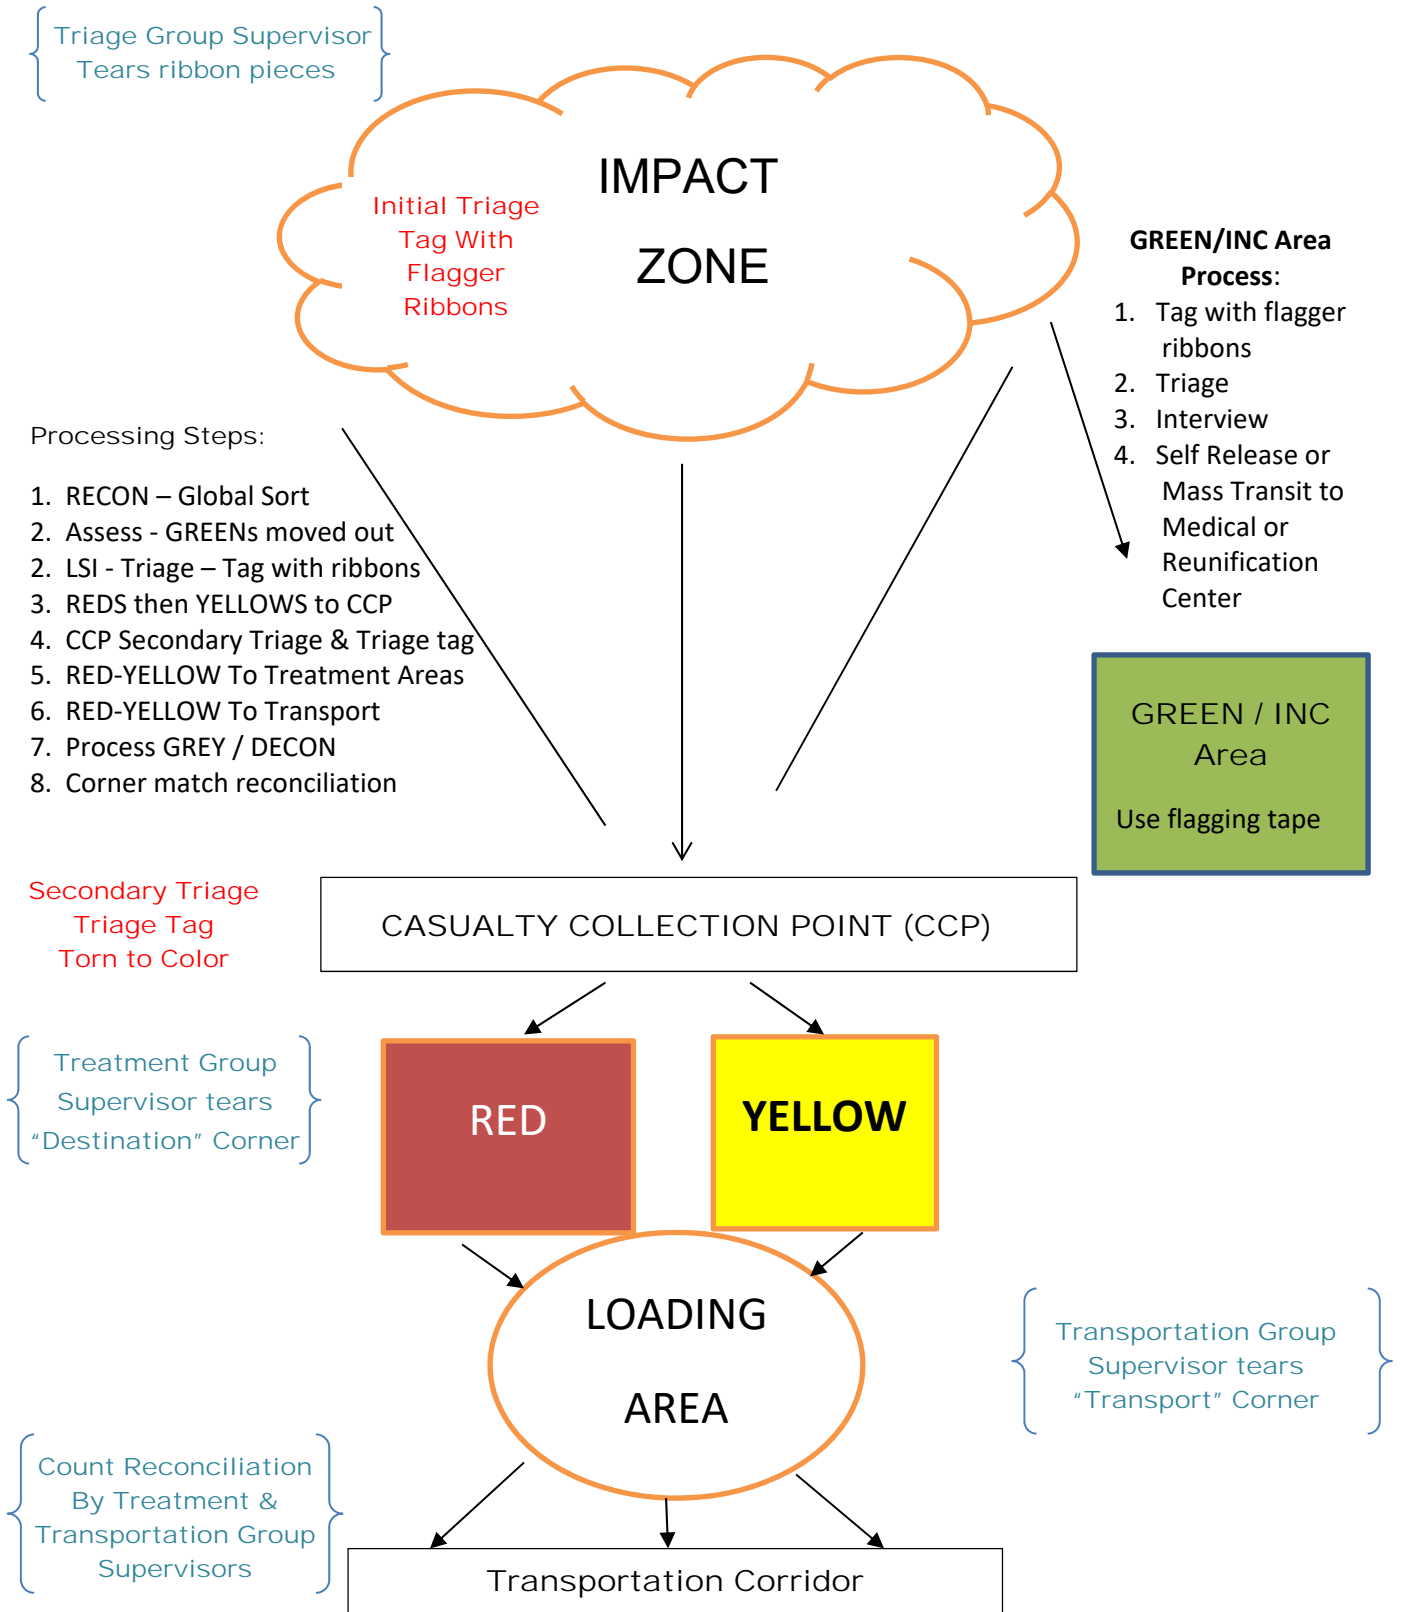 Triage Group Supervisor
Tears ribbon pieces
IMPACT
ZONE
Initial Triage
Tag With
Flagger
Ribbons
GREEN/INC Area
Process:
1. Tag with flagger
ribbons
2. Triage
3. Interview
4. Self Release or
Mass Transit to
Medical or
Reunification
Center
Processing Steps:
1. RECON – Global Sort
2. Assess - GREENs moved out
2. LSI - Triage – Tag with ribbons
3. REDS then YELLOWS to CCP
4. CCP Secondary Triage & Triage tag
5. RED-YELLOW To Treatment Areas
6. RED-YELLOW To Transport
7. Process GREY / DECON
8. Corner match reconciliation
GREEN / INC
Area
Use flagging tape
Secondary Triage
Triage Tag
Torn to Color
CASUALTY COLLECTION POINT (CCP)
Treatment Group
Supervisor tears
“Destination” Corner
RED
YELLOW
LOADING
AREA
Transportation Group
Supervisor tears
“Transport” Corner
Count Reconciliation
By Treatment &
Transportation Group
Supervisors
Transportation Corridor